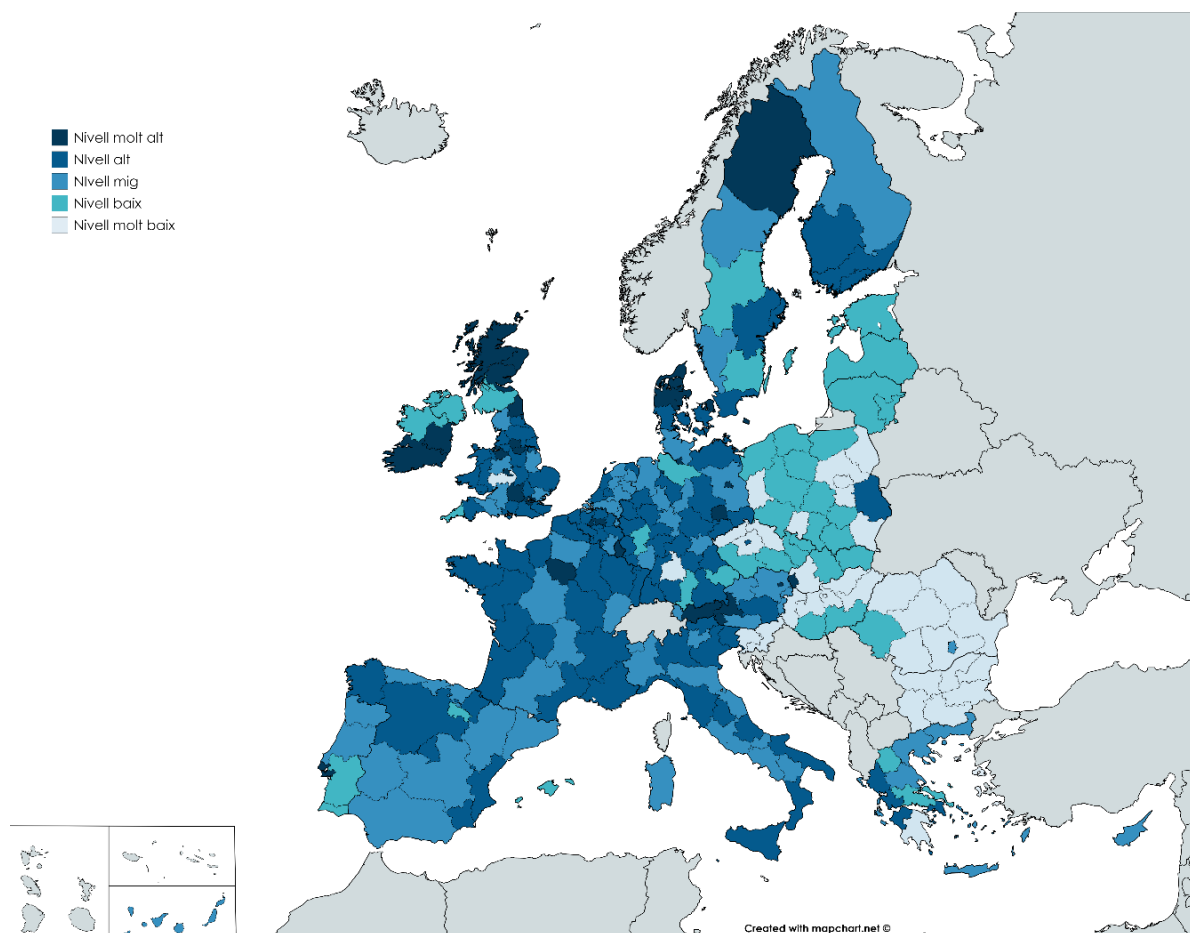 Nivell molt alt
NIvell alt
NIvell mig
Nivell baix
Nivell molt baix
Created with mapchart.net ©